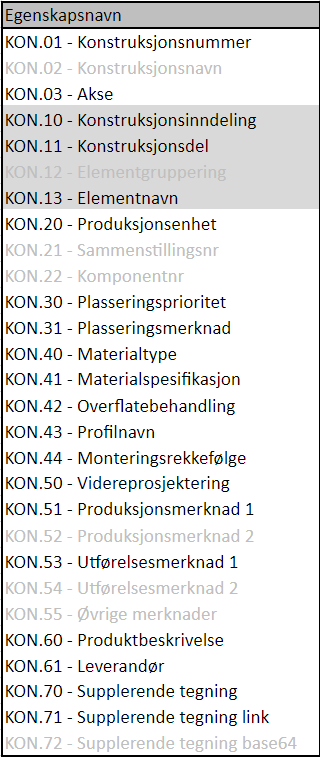 Egenskapsnavn
KON.01 - Konstruksjonsnummer
KON.02 - Konstruksjonsnavn
KON.03 - Akse
KON.10 - Konstruksjonsinndeling
KON.11 - Konstruksjonsdel
KON.12 - Elementgruppering
KON.13 - Elementnavn
KON.20 - Produksjonsenhet
KON.21 - Sammenstillingsnr
KON.22 - Komponentnr
KON.30 - Plasseringsprioritet
KON.31 - Plasseringsmerknad
KON.40 - Materialtype
KON.41 - Materialspesifikasjon
KON.42 - Overflatebehandling
KON.43 - Profilnavn
KON.44 - Monteringsrekkefølge
KON.50 - Videreprosjektering
KON.51 - Produksjonsmerknad 1
KON.52 - Produksjonsmerknad 2
KON.53 - Utførelsesmerknad 1
KON.54 - Utførelsesmerknad 2
KON.55 - Øvrige merknader
KON.60 - Produktbeskrivelse
KON.61 - Leverandør
KON.70 - Supplerende tegning
KON.71 - Supplerende tegning link
KON.72 - Supplerende tegning base64